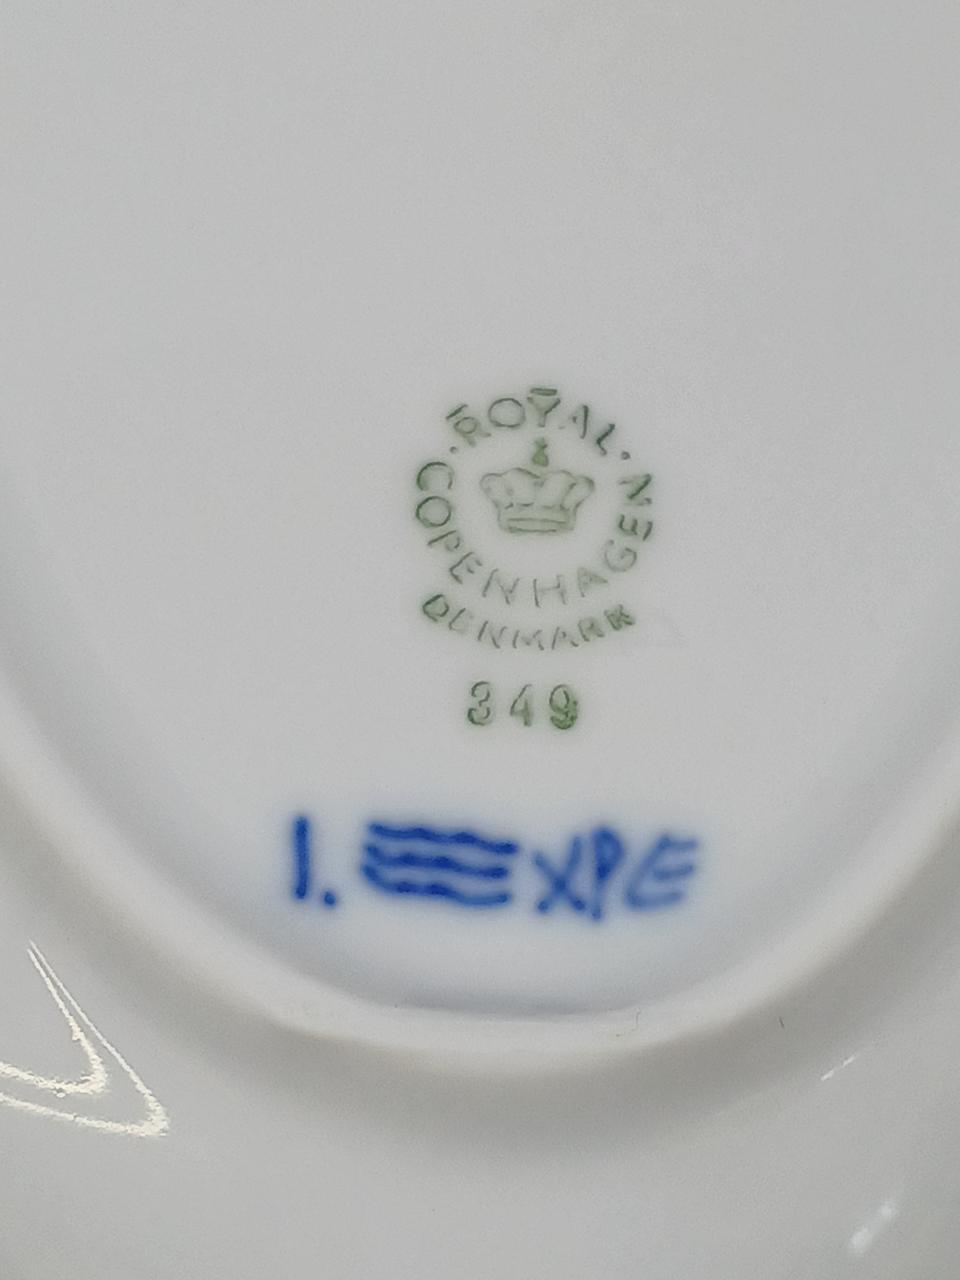 ROYAL
COPENHAGEN
DENMARK
349
1. XPE